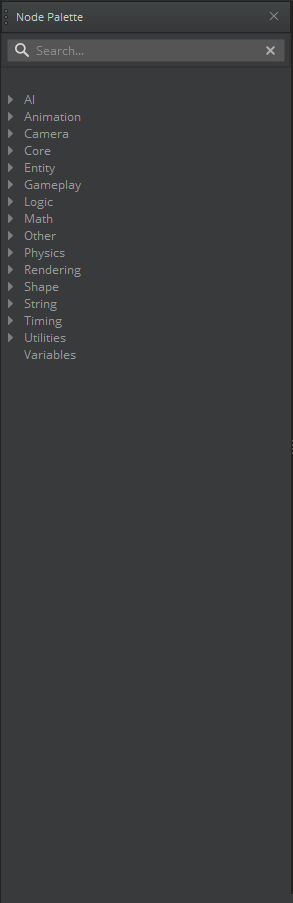 Node Palette
Search...
AI
Animation
Camera
Core
Entity
Gameplay
Logic
Math
Other
Physics
Rendering
Shape
String
Timing
Utilities
Variables